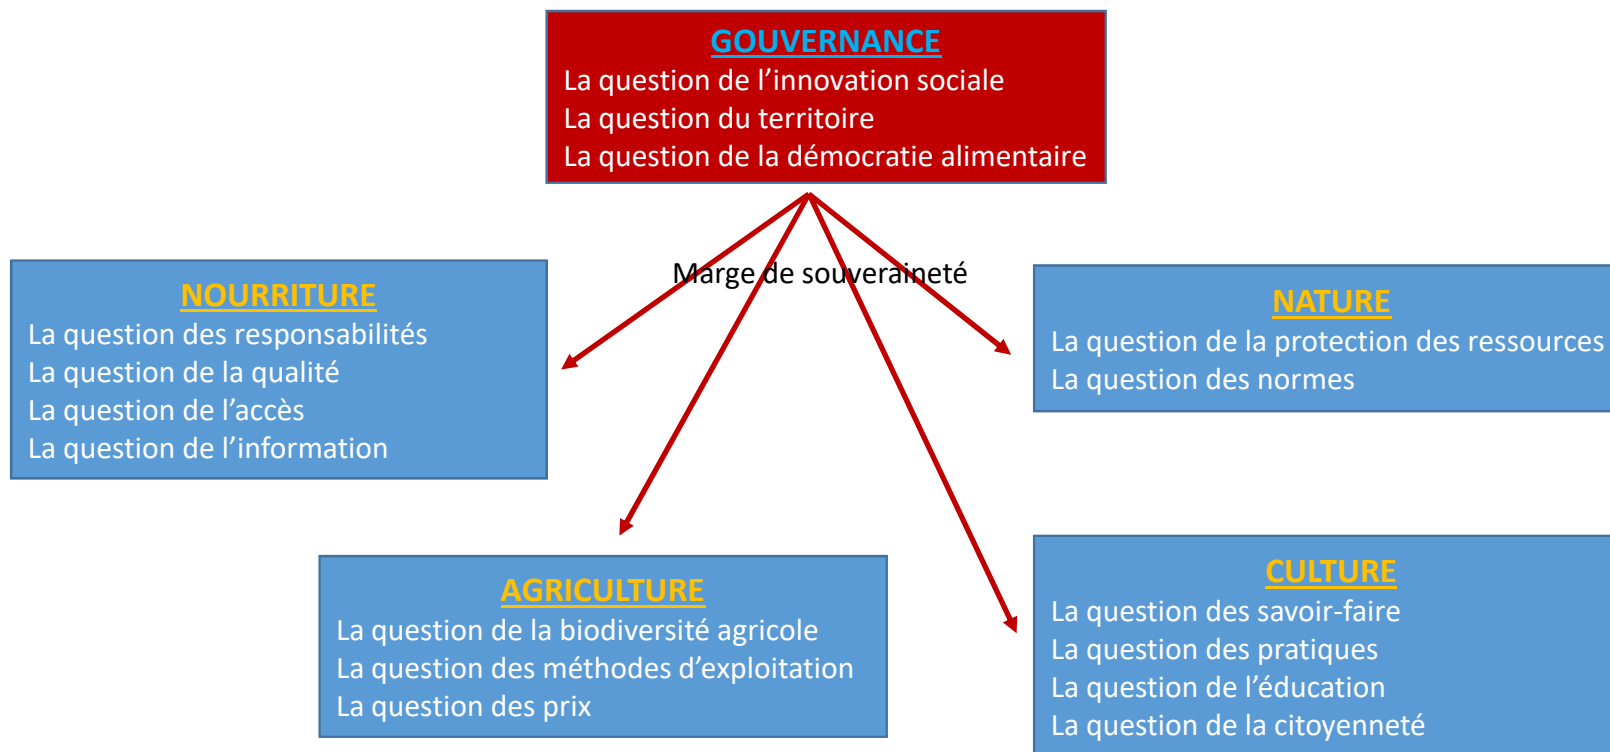 GOUVERNANCE
La question de l’innovation sociale
La question du territoire
La question de la démocratie alimentaire
Marge de souveraineté
NOURRITURE
La question des responsabilités
La question de la qualité
La question de l’accès
La question de l’information
NATURE
La question de la protection des ressources
La question des normes
AGRICULTURE
La question de la biodiversité agricole
La question des méthodes d’exploitation
La question des prix
CULTURE
La question des savoir-faire
La question des pratiques
La question de l’éducation
La question de la citoyenneté